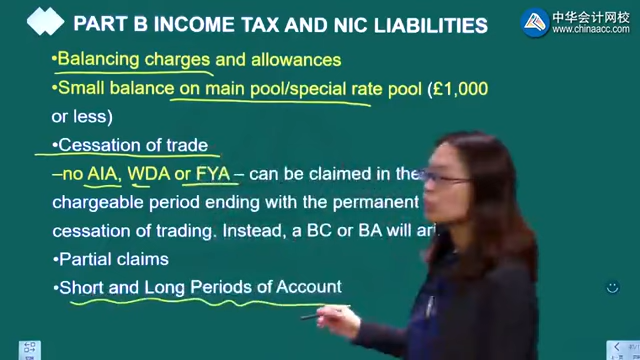 PART B INCOME TAX AND NIC LIABILITIES
中华会计网校
www.chinaacc.com
•Balancing charges and allowances
•Small balance on main pool/special rate pool (£1,000
or less)
•Cessation of trade
–no AIA, WDA or FYA – can be claimed in the
chargeable period ending with the permanent
cessation of trading. Instead, a BC or BA will
•Partial claims
•Short and Long Periods of Account